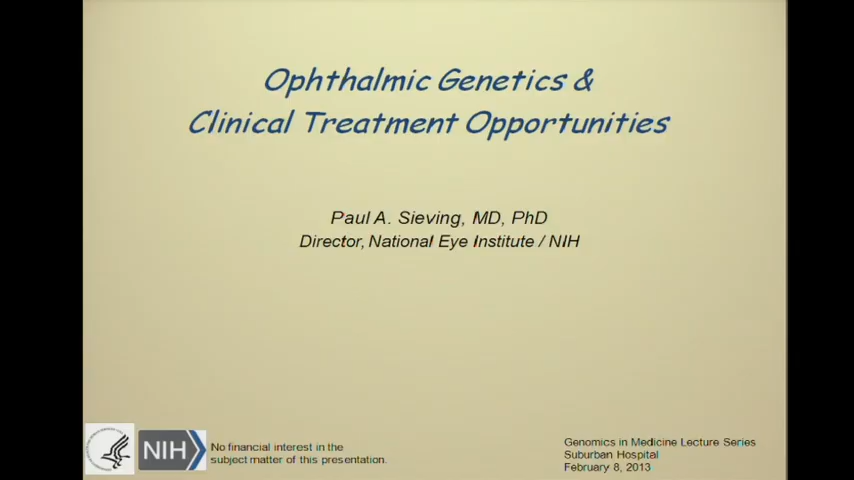 Ophthalmic Genetics &
Clinical Treatment Opportunities
Paul A. Sieving, MD, PhD
Director, National Eye Institute / NIH
NIH
No financial interest in the
subject matter of this presentation.
Genomics in Medicine Lecture Series
Suburban Hospital
February 8, 2013